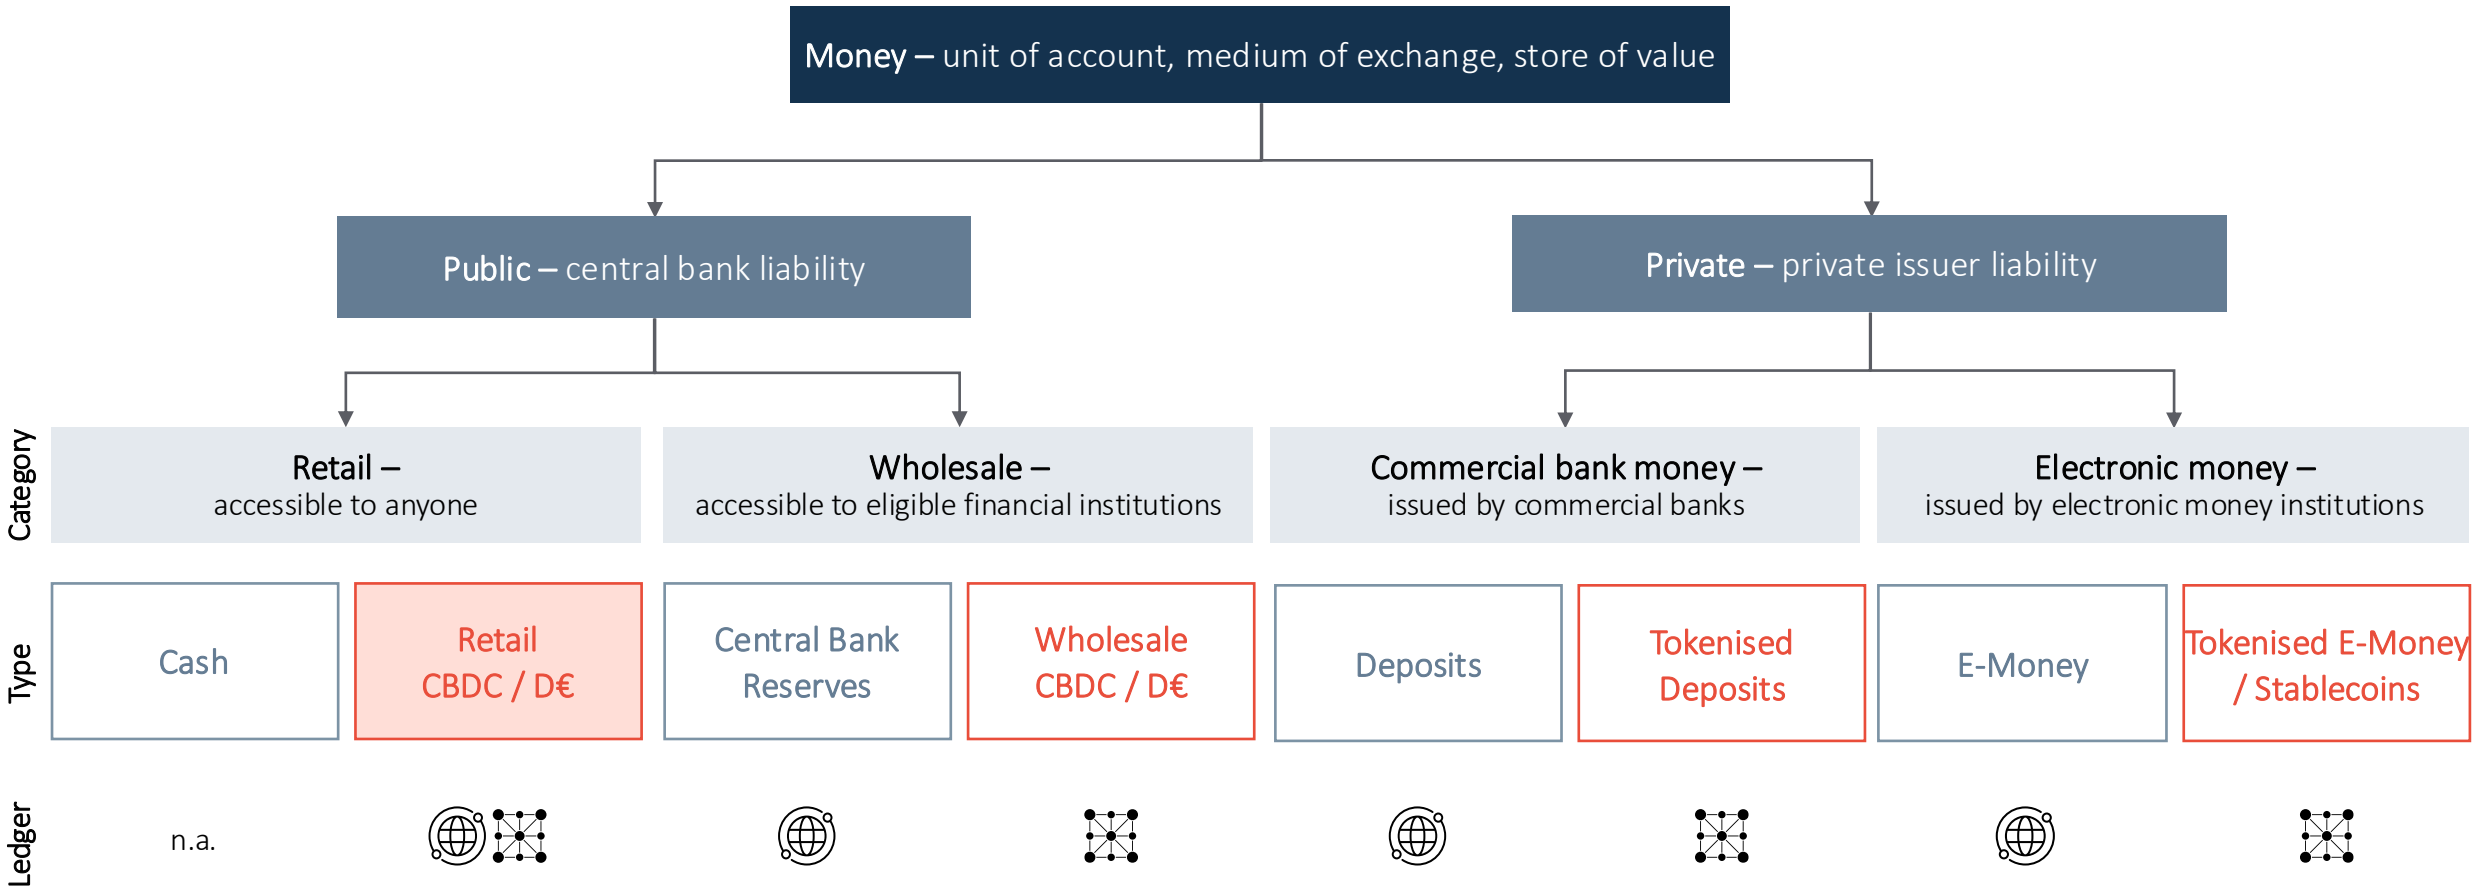 Money – unit of account, medium of exchange, store of value
Public – central bank liability
Private – private issuer liability
Category
Retail –
accessible to anyone
Wholesale –
accessible to eligible financial institutions
Commercial bank money –
issued by commercial banks
Electronic money –
issued by electronic money institutions
Type
Cash
Retail
CBDC / D€
Central Bank
Reserves
Wholesale
CBDC / D€
Deposits
Tokenised
Deposits
E-Money
Tokenised E-Money
/ Stablecoins
Ledger
n.a.